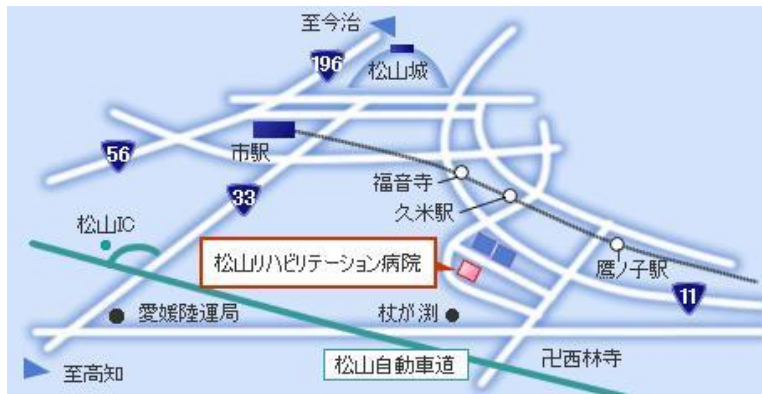 至今治
196
松山城
56
市駅
33
福音寺
久米駅
松山IC
松山リハビリテーション病院
鷹ノ子駅
11
愛媛陸運局
杖が渕
松山自動車道
卍西林寺
至高知